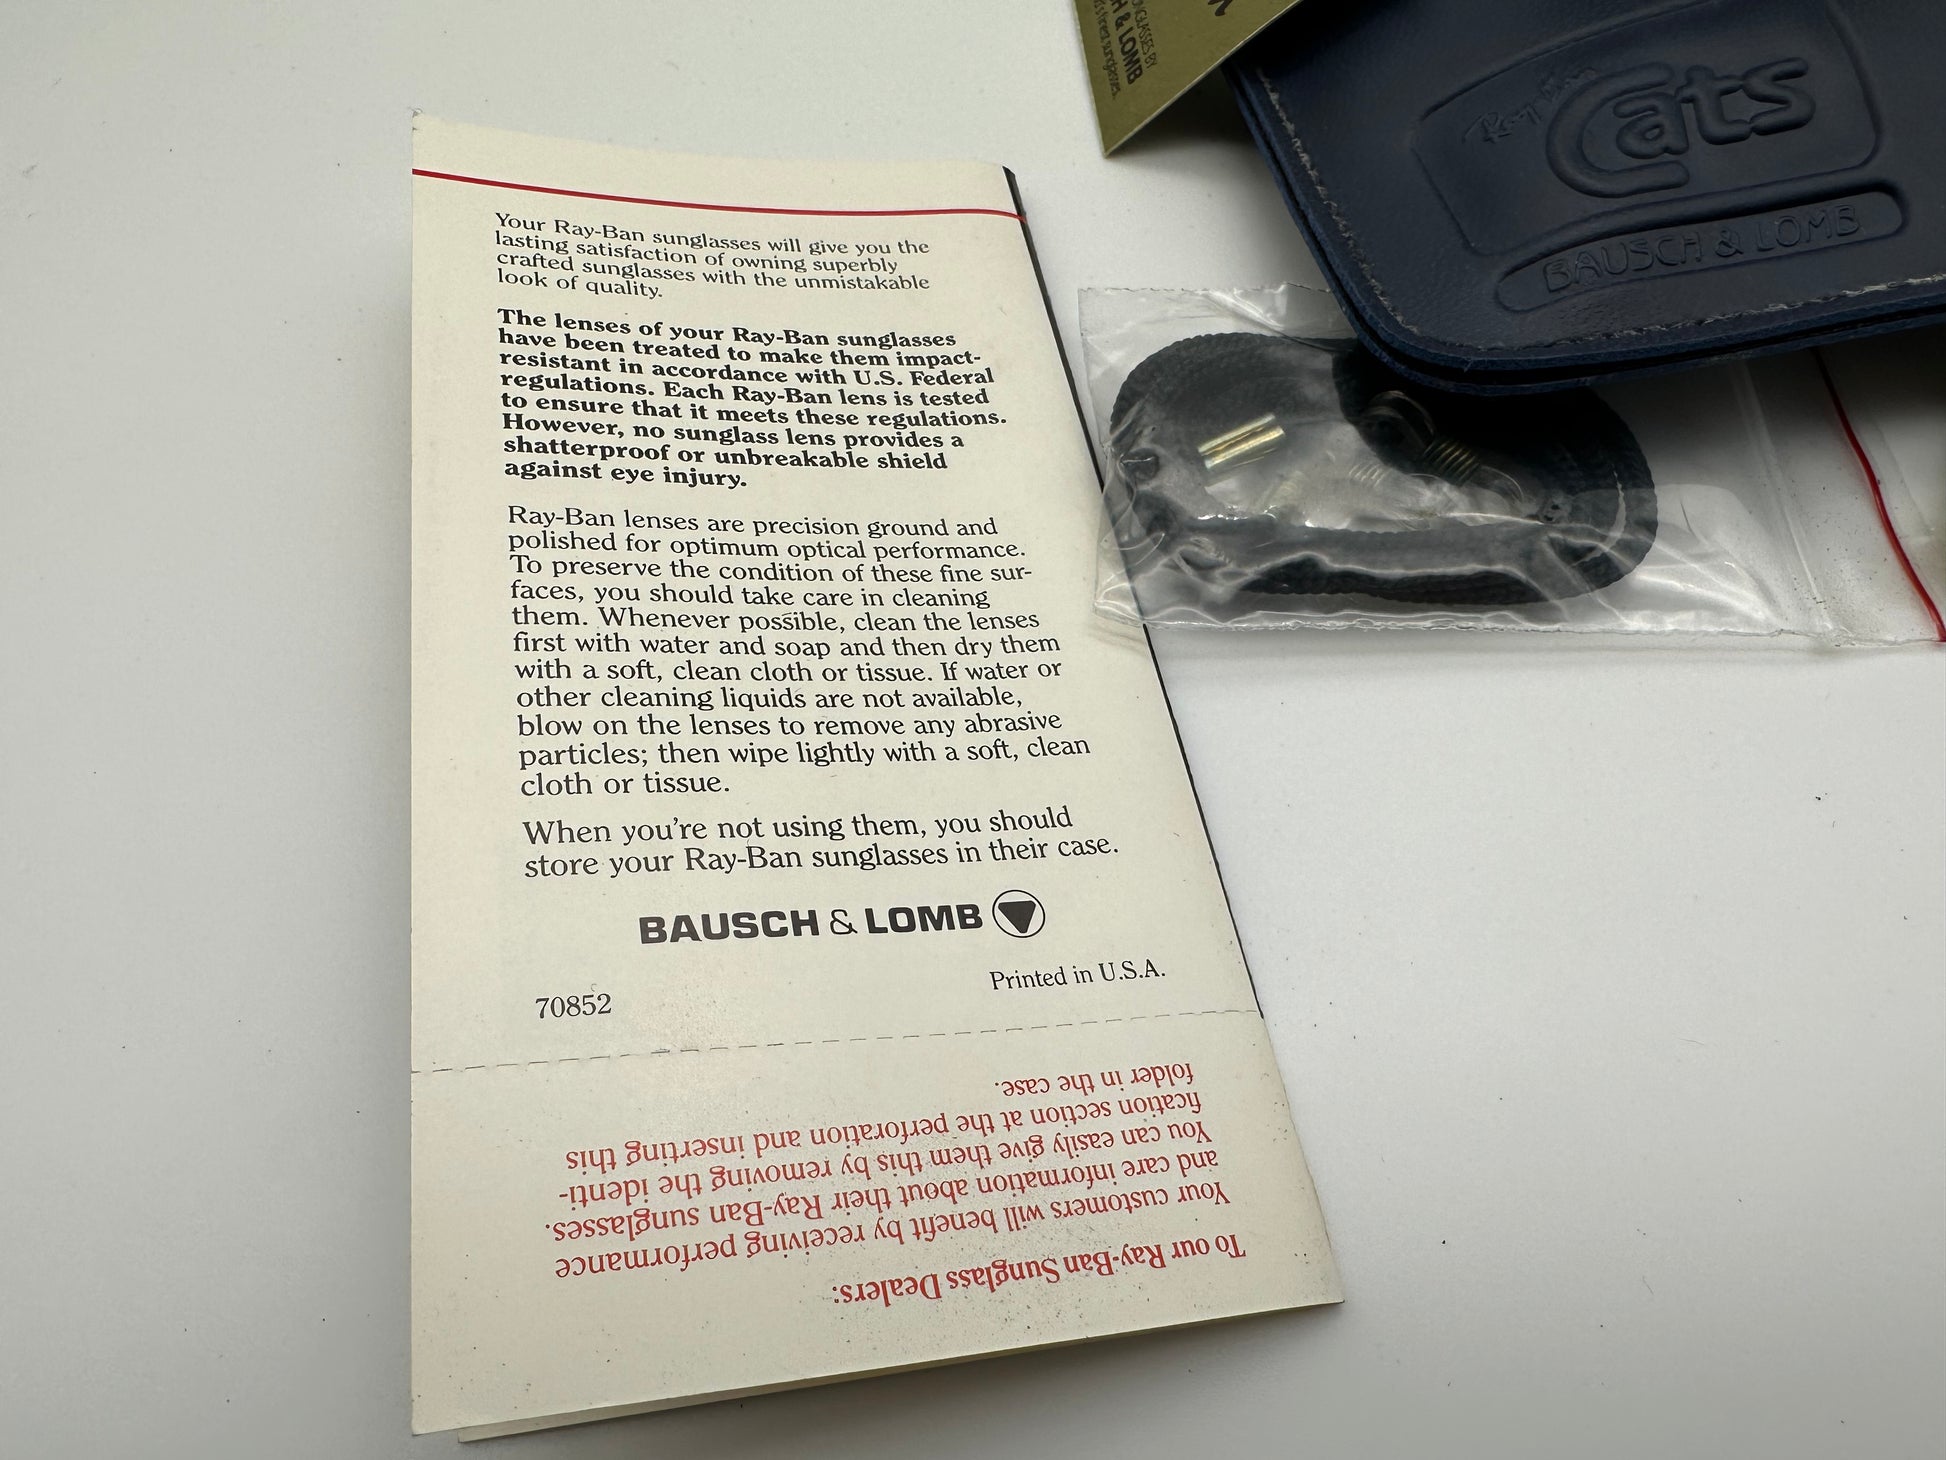 Your Ray-Ban sunglasses will give you the
lasting satisfaction of owning superbly
crafted sunglasses with the unmistakable
look of quality.
The lenses of your Ray-Ban sunglasses
have been treated to make them impact-
resistant in accordance with U.S. Federal
regulations. Each Ray-Ban lens is tested
to ensure that it meets these regulations.
However, no sunglass lens provides a
shatterproof or unbreakable shield
against eye injury.
Ray-Ban lenses are precision ground and
polished for optimum optical performance.
To preserve the condition of these fine sur-
faces, you should take care in cleaning
them. Whenever possible, clean the lenses
first with water and soap and then dry them
with a soft, clean cloth or tissue. If water or
other cleaning liquids are not available,
blow on the lenses to remove any abrasive
particles; then wipe lightly with a soft, clean
cloth or tissue.
When you're not using them, you should
store your Ray-Ban sunglasses in their case.
BAUSCH & LOMB
Printed in U.S.A.
70852
To our Ray-Ban Sunglass Dealers:
Your customers will benefit by receiving performance
and care information about their Ray-Ban sunglasses.
You can easily give them this by removing the identi-
fication section at the perforation and inserting this
folder in the case.
& LOMB
sunglasses.
Ray-Ban
Cats
BAUSCH & LOMB